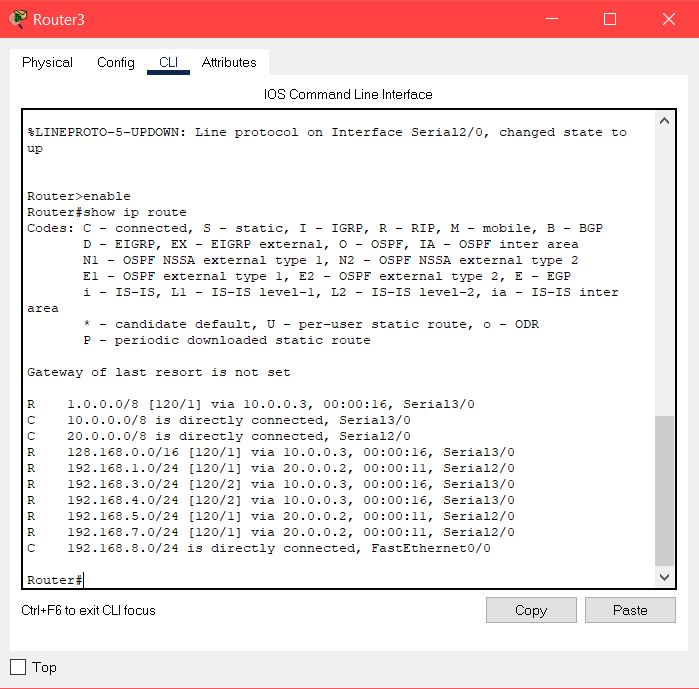 Router3
Physical Config CLI Attributes
IOS Command Line Interface
%LINEPROTO-5-UPDOWN: Line protocol on Interface Serial2/0, changed state to
up
Router>enable
Router#show ip route
Codes: C - connected, S - static, I - IGRP, R - RIP, M - mobile, B - BGP
D - EIGRP, EX - EIGRP external, O - OSPF, IA - OSPF inter area
N1 - OSPF NSSA external type 1, N2 - OSPF NSSA external type 2
E1 - OSPF external type 1, E2 - OSPF external type 2, E - EGP
i - IS-IS, L1 - IS-IS level-1, L2 - IS-IS level-2, ia - IS-IS inter
area
* - candidate default, U - per-user static route, o - ODR
P - periodic downloaded static route
Gateway of last resort is not set
R 1.0.0.0/8 [120/1] via 10.0.0.3, 00:00:16, Serial3/0
C 10.0.0.0/8 is directly connected, Serial3/0
C 20.0.0.0/8 is directly connected, Serial2/0
R 128.168.0.0/16 [120/1] via 10.0.0.3, 00:00:16, Serial3/0
R 192.168.1.0/24 [120/1] via 20.0.0.2, 00:00:11, Serial2/0
R 192.168.3.0/24 [120/2] via 10.0.0.3, 00:00:16, Serial3/0
R 192.168.4.0/24 [120/2] via 10.0.0.3, 00:00:16, Serial3/0
R 192.168.5.0/24 [120/1] via 20.0.0.2, 00:00:11, Serial2/0
R 192.168.7.0/24 [120/1] via 20.0.0.2, 00:00:11, Serial2/0
C 192.168.8.0/24 is directly connected, FastEthernet0/0
Router#
Ctrl+F6 to exit CLI focus
Copy Paste
Top